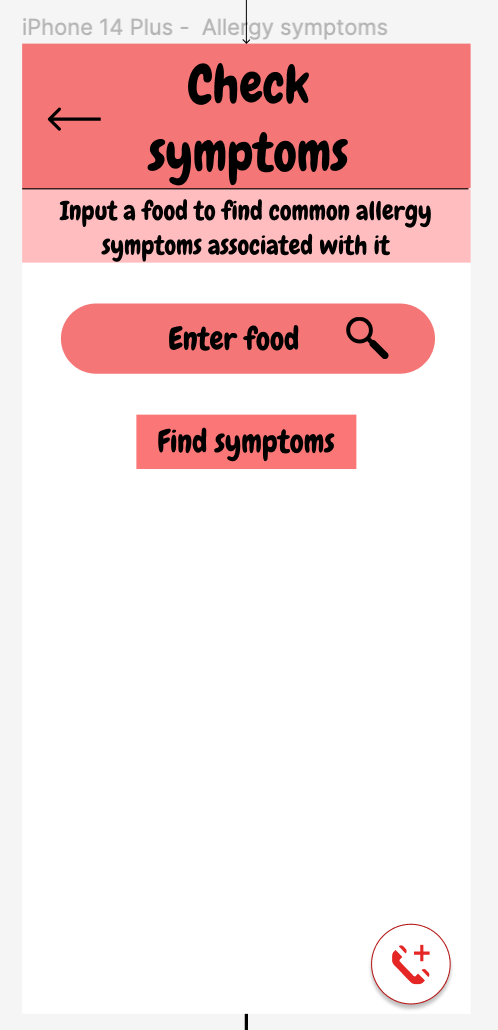 iPhone 14 Plus -  Allergy symptoms
Check
symptoms
Input a food to find common allergy
symptoms associated with it
Enter food
Find symptoms